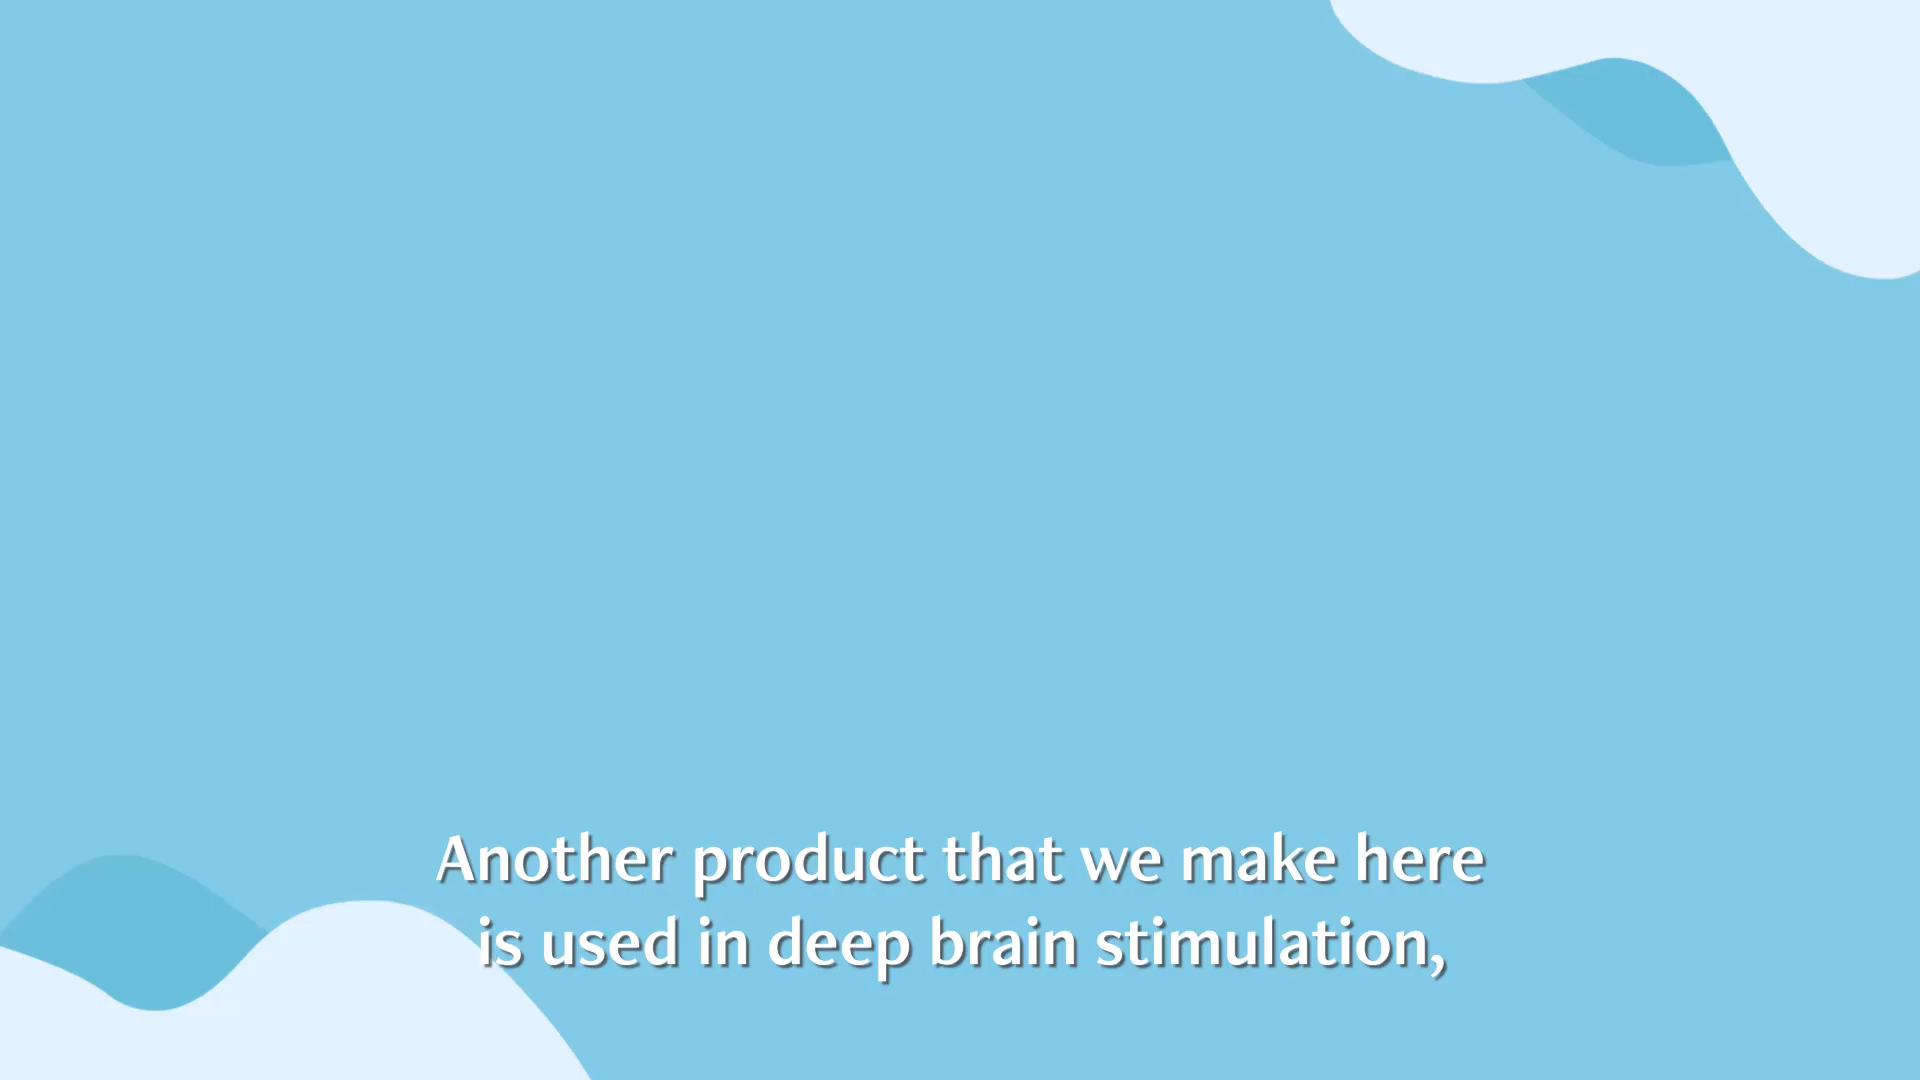 Another product that we make here
is used in deep brain stimulation,